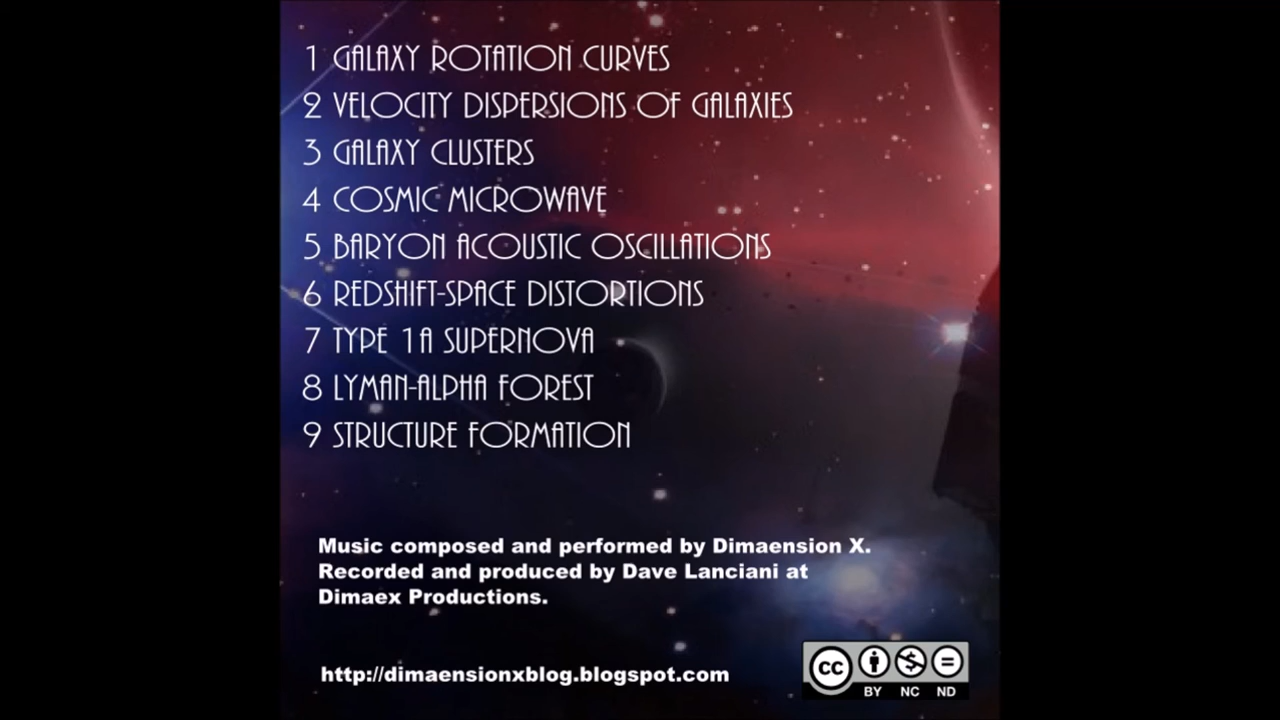 1 GALAXY ROTATION CURVES
2 VELOCITY DISPERSIONS OF GALAXIES
3 GALAXY CLUSTERS
4 COSMIC MICROWAVE
5 BARYON ACOUSTIC OSCILLATIONS
6 REDSHIFT-SPACE DISTORTIONS
7 TYPE 1A SUPERNOVA
8 LYMAN-ALPHA FOREST
9 STRUCTURE FORMATION
Music composed and performed by Dimaension X.
Recorded and produced by Dave Lanciani at
Dimaex Productions.
http://dimaensionxblog.blogspot.com
cc BY NC ND